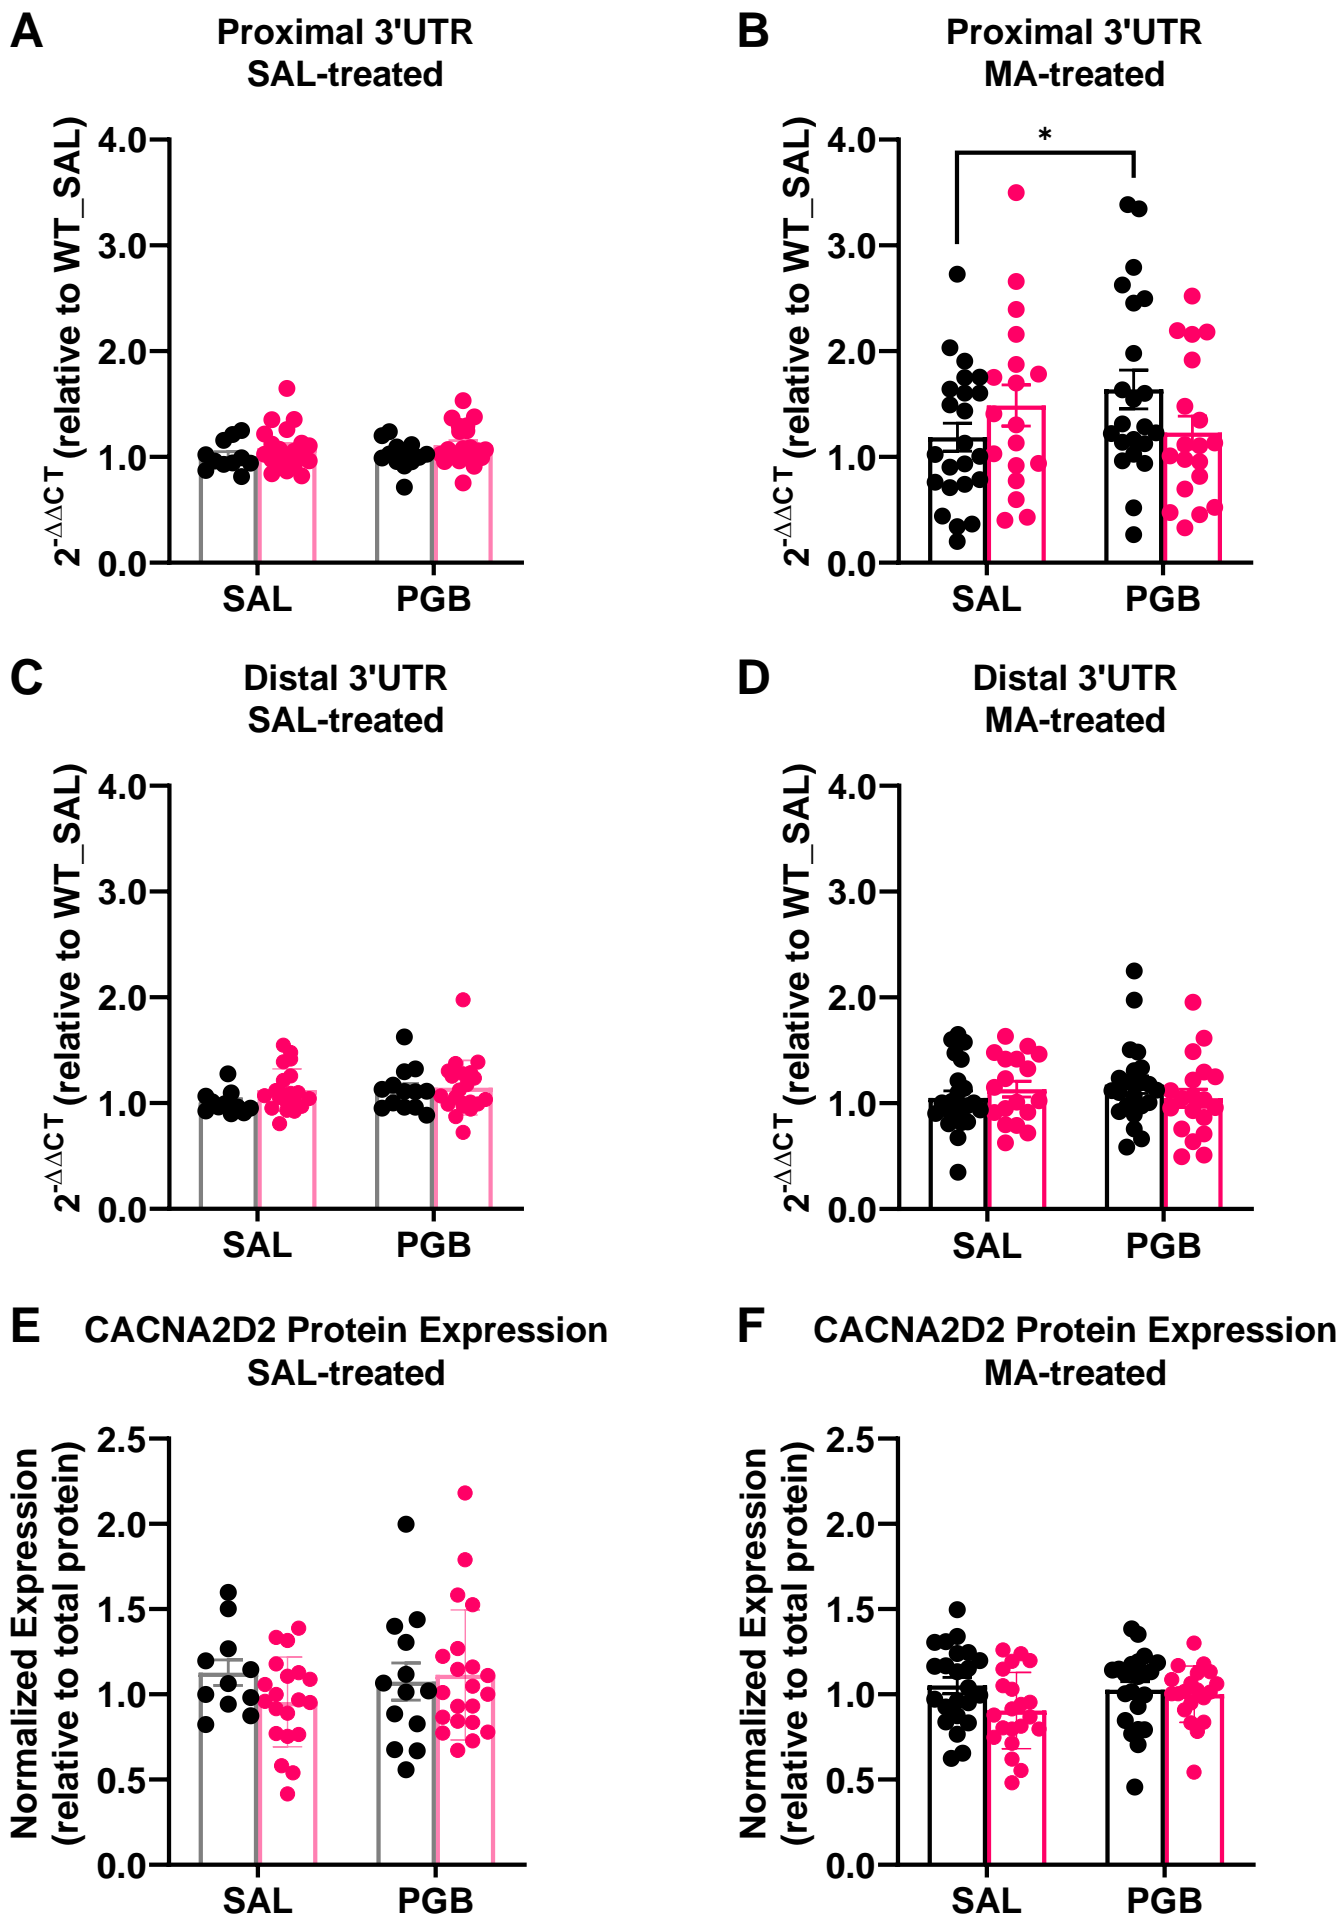 A
Proximal 3'UTR
SAL-treated
2-ΔΔCT (relative to WT_SAL)
4.0
3.0
2.0
1.0
0.0
SAL
PGB
B
Proximal 3'UTR
MA-treated
2-ΔΔCT (relative to WT_SAL)
4.0
3.0
2.0
1.0
0.0
*
SAL
PGB
C
Distal 3'UTR
SAL-treated
2-ΔΔCT (relative to WT_SAL)
4.0
3.0
2.0
1.0
0.0
SAL
PGB
D
Distal 3'UTR
MA-treated
2-ΔΔCT (relative to WT_SAL)
4.0
3.0
2.0
1.0
0.0
SAL
PGB
E
CACNA2D2 Protein Expression
SAL-treated
Normalized Expression
(relative to total protein)
2.5
2.0
1.5
1.0
0.5
0.0
SAL
PGB
F
CACNA2D2 Protein Expression
MA-treated
Normalized Expression
(relative to total protein)
2.5
2.0
1.5
1.0
0.5
0.0
SAL
PGB